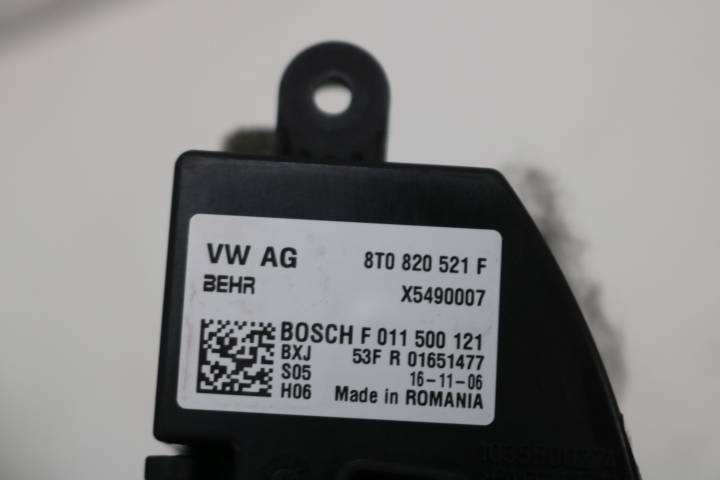 VW AG 8T0 820 521 F
BEHR X5490007
BOSCH F 011 500 121
BXJ 53F R 01651477
S05 16-11-06
H06 Made in ROMANIA